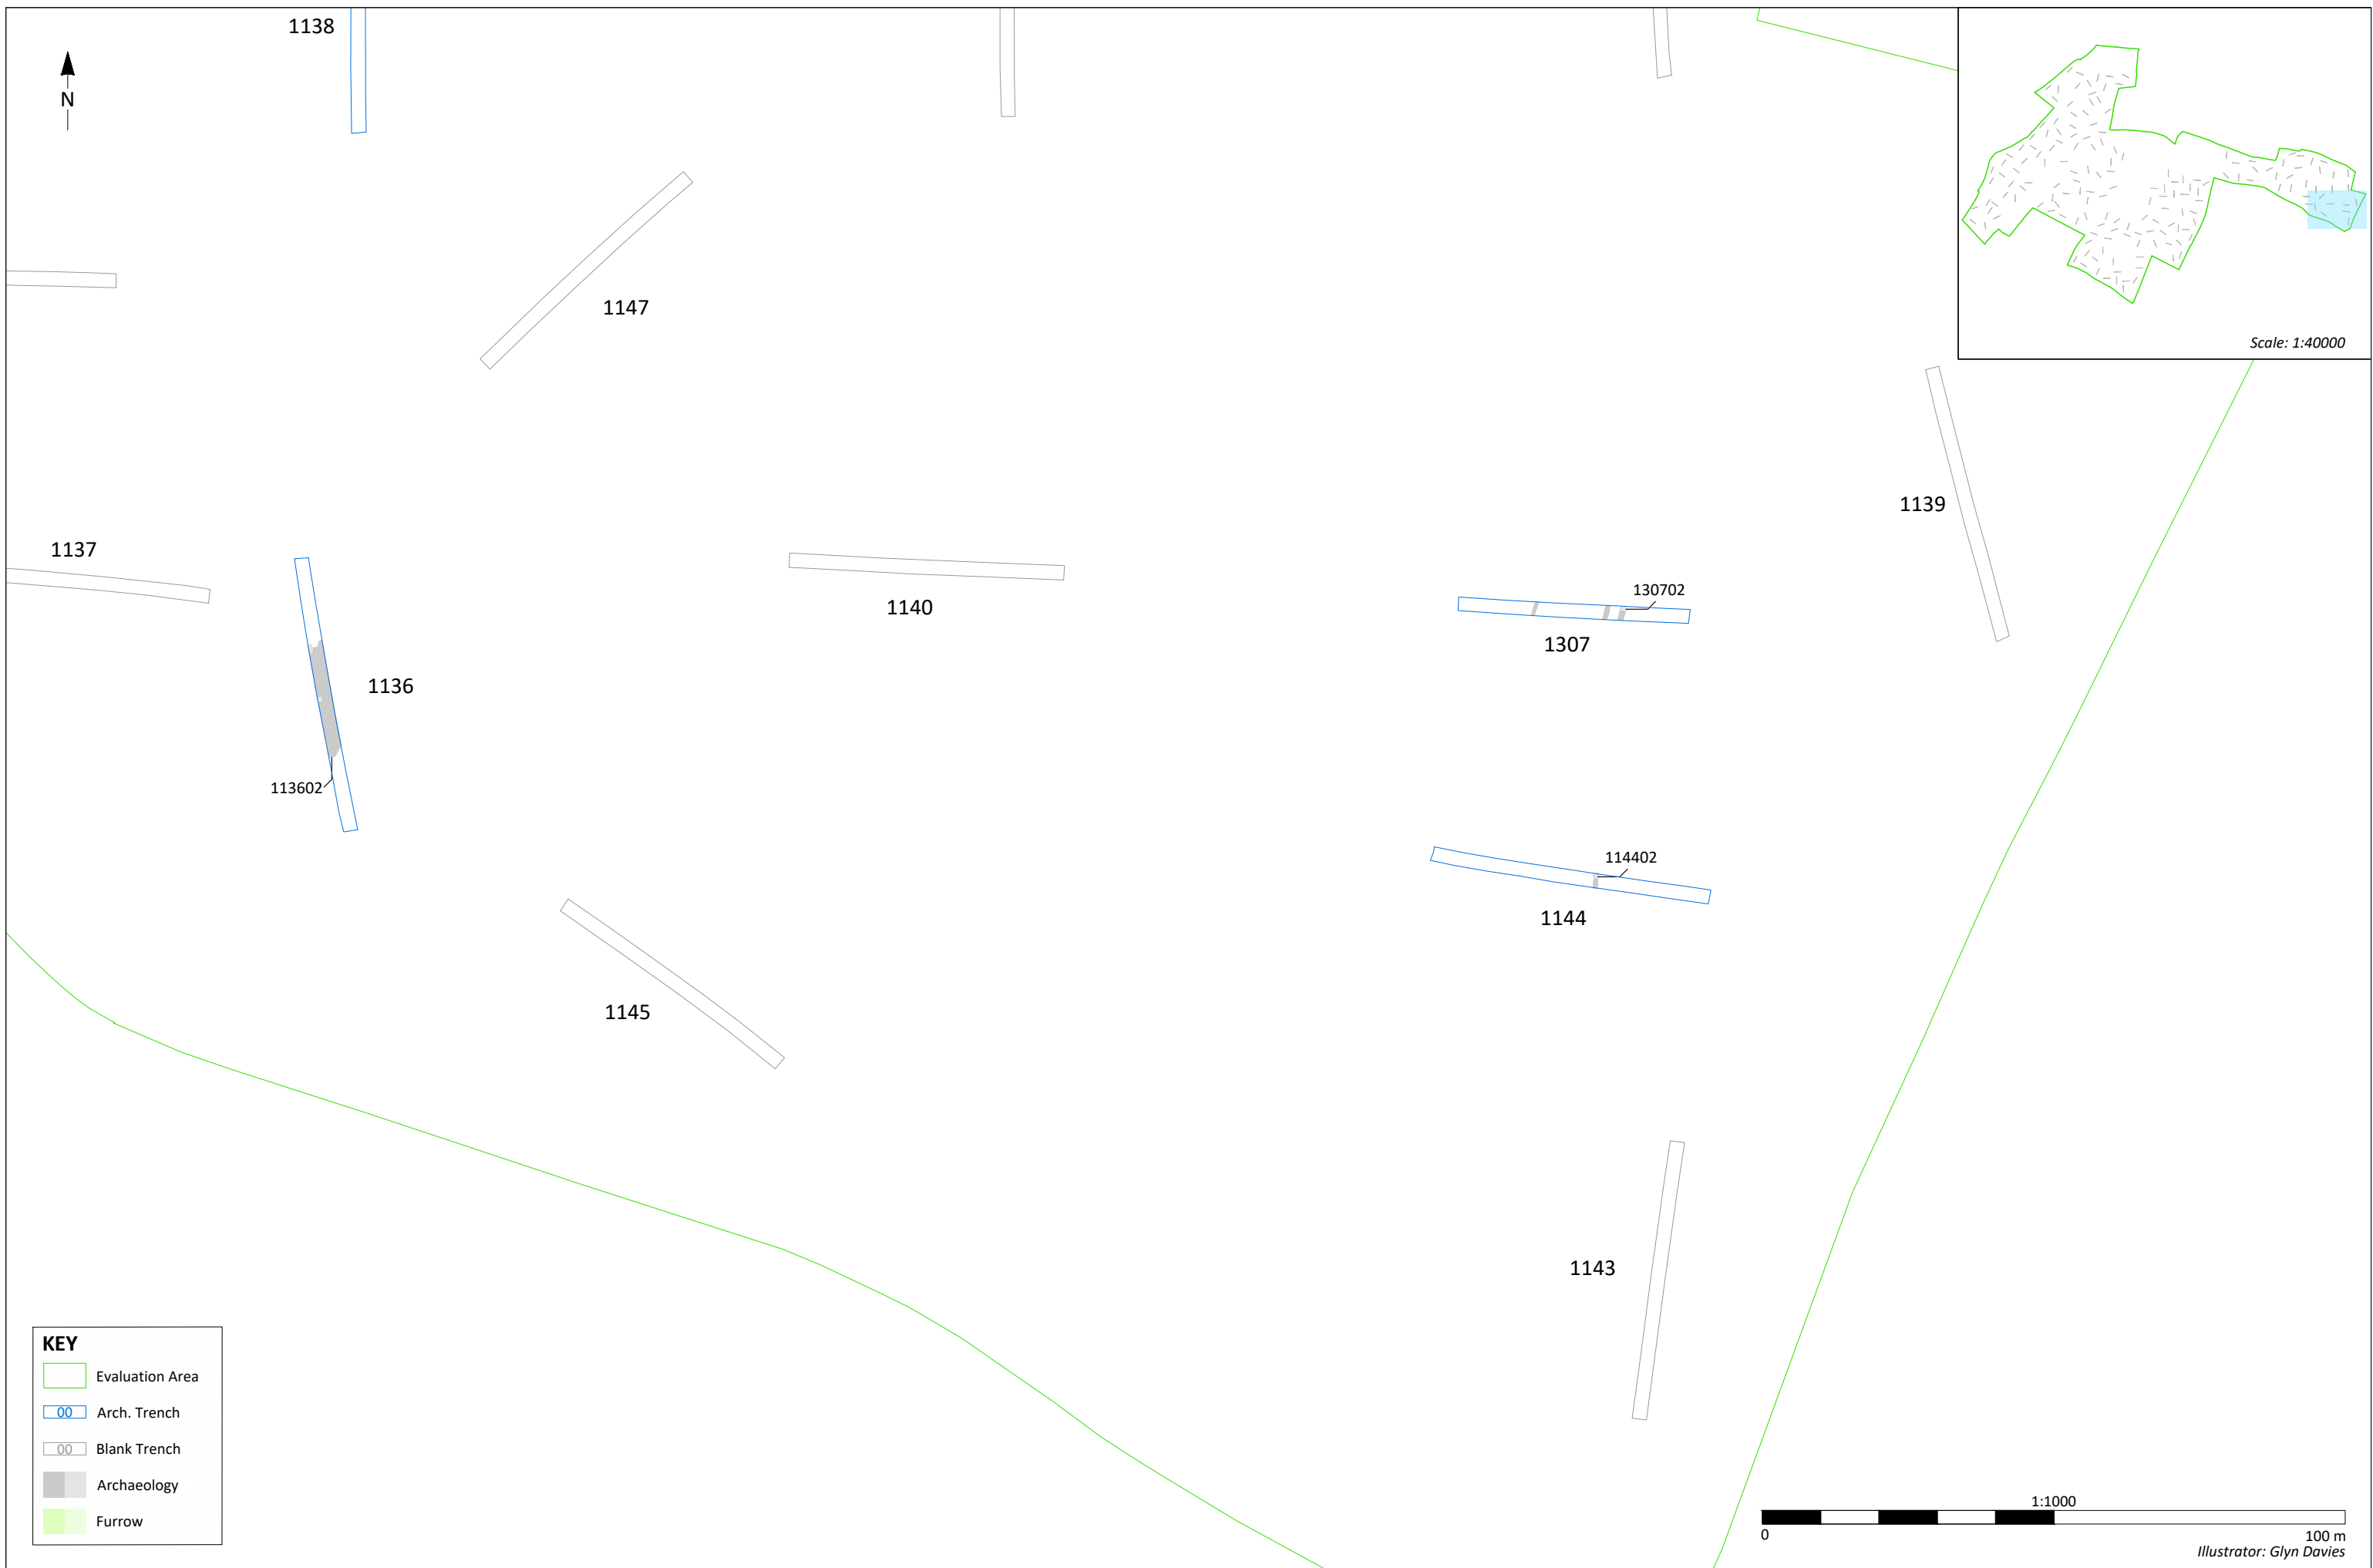 1138
N
Scale: 1:40000
1147
1139
1137
1140
130702
1307
1136
113602
114402
1144
1145
1143
KEY
Evaluation Area
00 Arch. Trench
00 Blank Trench
Archaeology
Furrow
1:1000
0 100 m
Illustrator: Glyn Davies